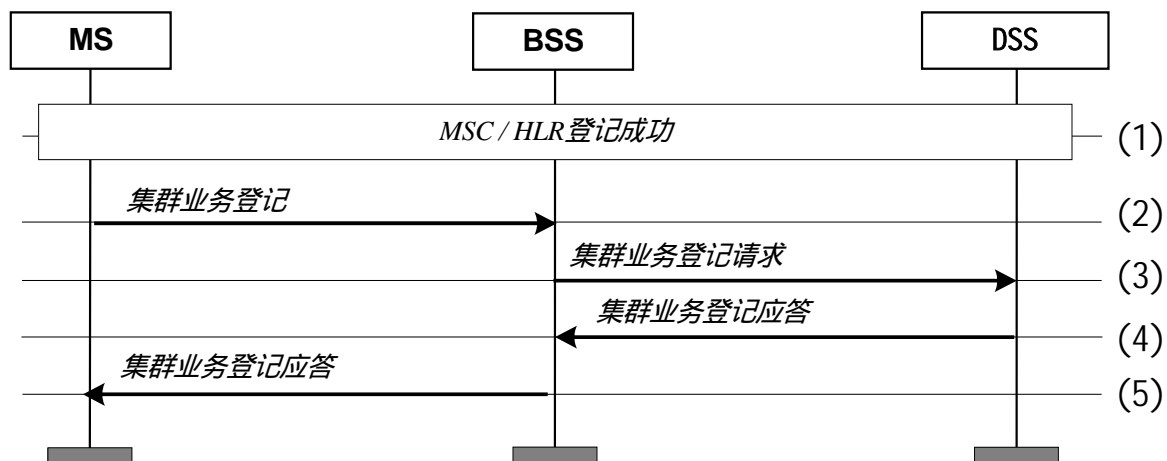 MS BSS DSS
MSC / HLR登记成功 (1)
集群业务登记 (2)
集群业务登记请求 (3)
集群业务登记应答 (4)
集群业务登记应答 (5)